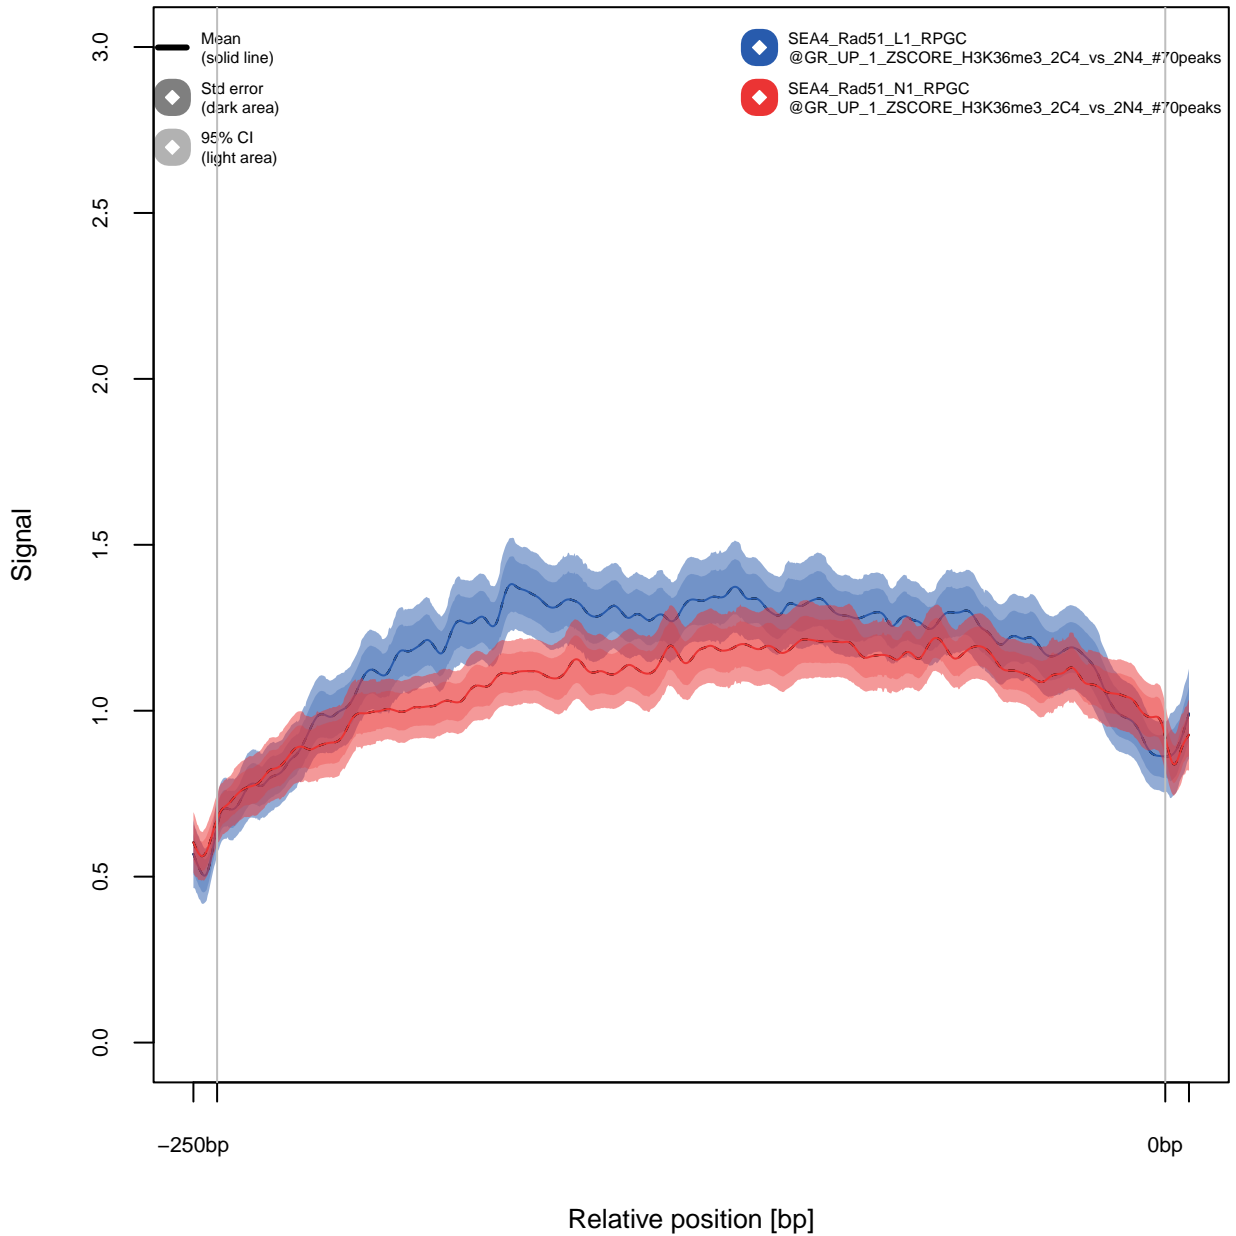 Mean
(solid line)
Std error
(dark area)
95% CI
(light area)
SEA4_Rad51_L1_RPGC
@GR_UP_1_ZSCORE_H3K36me3_2C4_vs_2N4_#70peaks
SEA4_Rad51_N1_RPGC
@GR_UP_1_ZSCORE_H3K36me3_2C4_vs_2N4_#70peaks
3.0
2.5
2.0
1.5
1.0
0.5
0.0
Signal
−250bp
0bp
Relative position [bp]